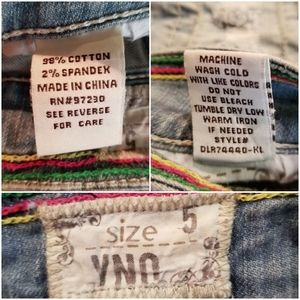 98% COTTON
2% SPANDEX
MADE IN CHINA
RN#97230
SEE REVERSE
FOR CARE
MACHINE
WASH COLD
WITH LIKE COLORS
DO NOT
USE BLEACH
TUMBLE DRY LOW
WARM IRON
IF NEEDED
STYLE#
DLR74440-KL
size 5
YNO